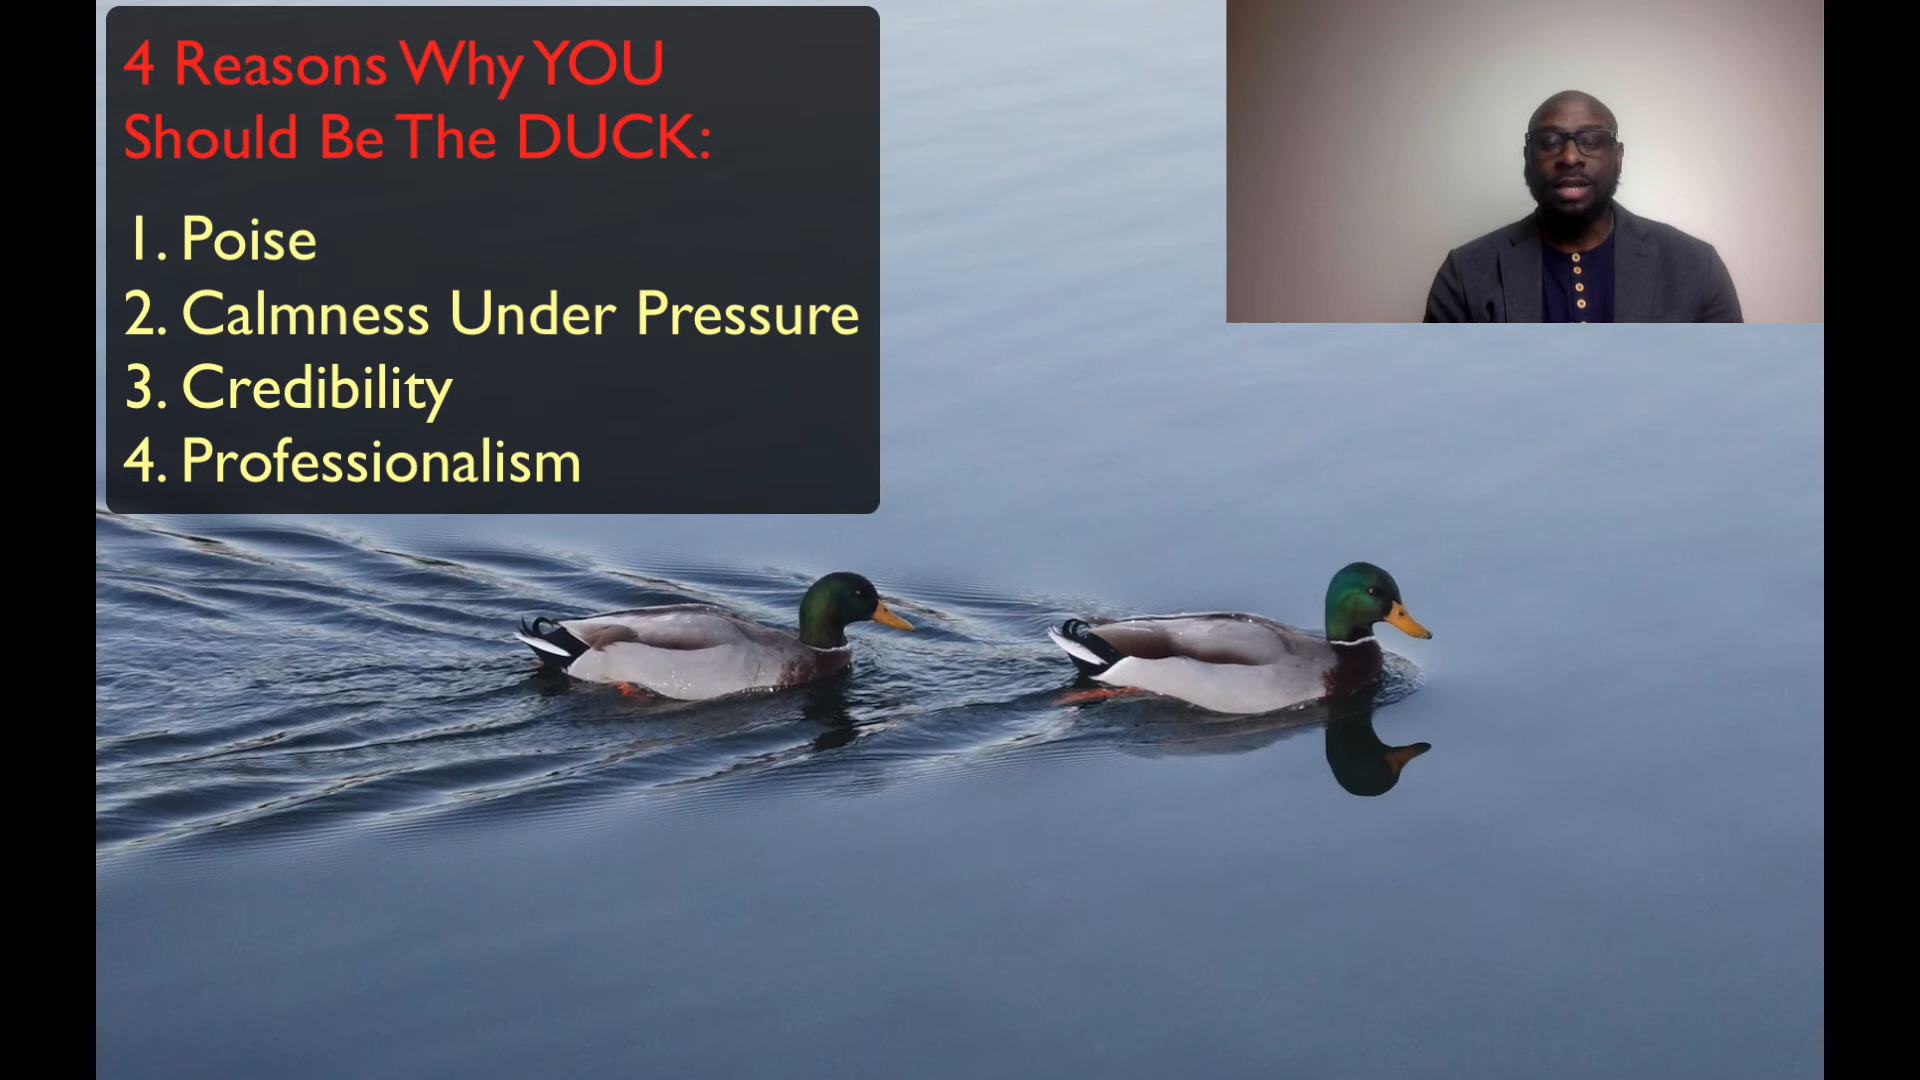 4 Reasons Why YOU
Should Be The DUCK:
1. Poise
2. Calmness Under Pressure
3. Credibility
4. Professionalism